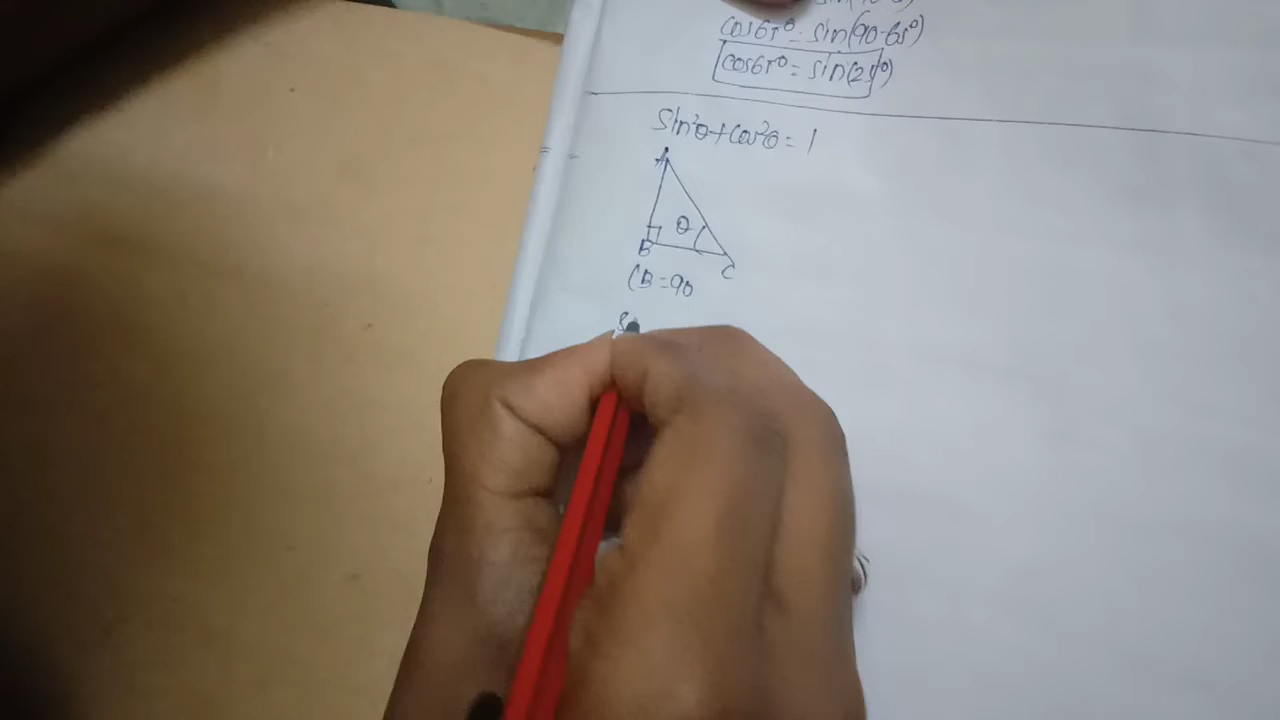 cos65° = sin(90-65°)
cos65° = sin(25°)
sin²θ+cos²θ = 1
A
θ
B
C
∠B = 90